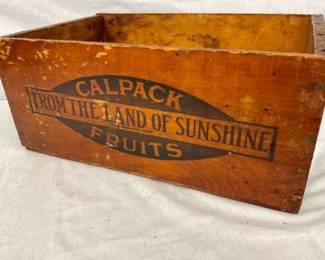 CALPACK
FROM THE LAND OF SUNSHINE
FRUITS